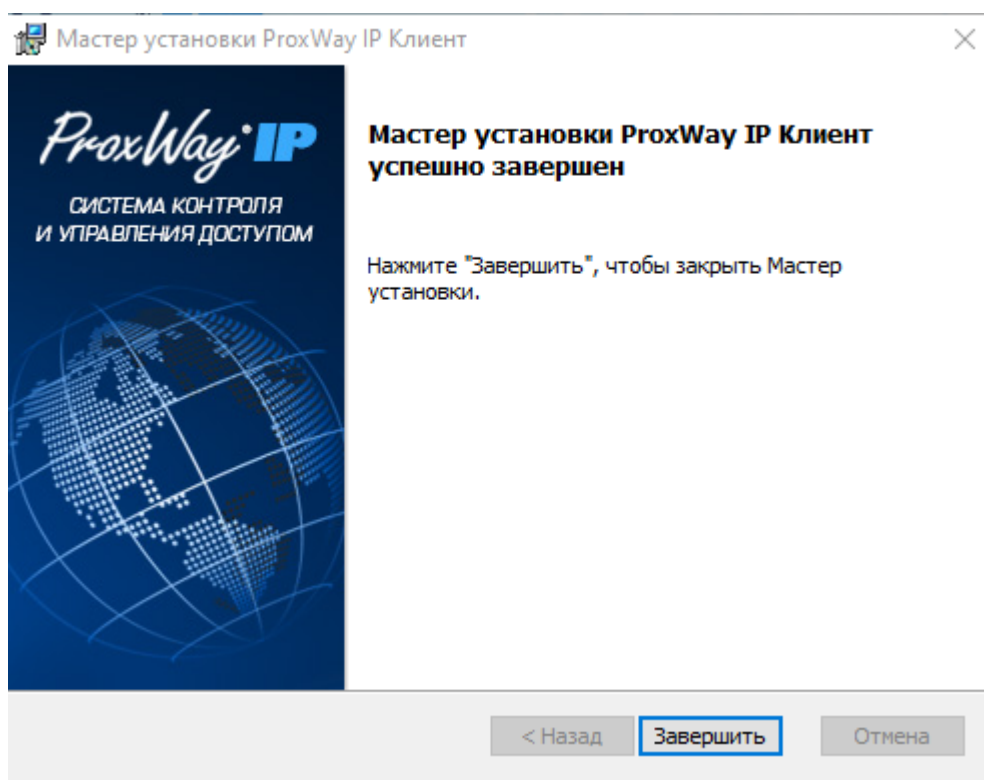 Мастер установки ProxWay IP Клиент
ProxWay IP
СИСТЕМА КОНТРОЛЯ
И УПРАВЛЕНИЯ ДОСТУПОМ
Мастер установки ProxWay IP Клиент
успешно завершен
Нажмите "Завершить", чтобы закрыть Мастер
установки.
< Назад
Завершить
Отмена